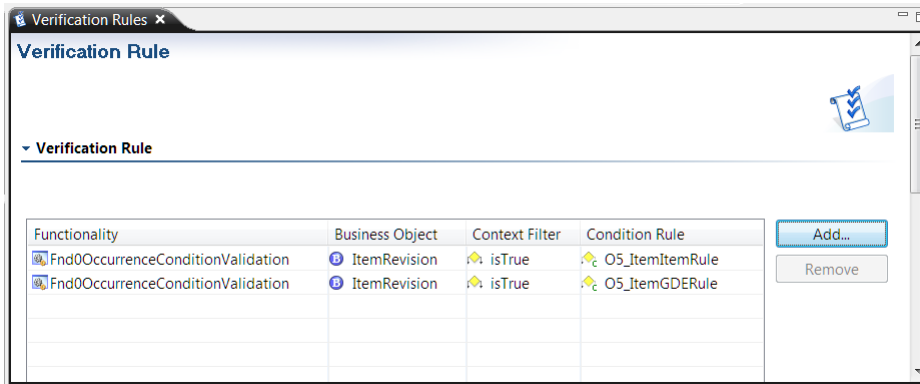 Verification Rules
Verification Rule
Verification Rule
Functionality Business Object Context Filter Condition Rule Add...
Fnd0OccurrenceConditionValidation ItemRevision isTrue O5_ItemItemRule
Remove
Fnd0OccurrenceConditionValidation ItemRevision isTrue O5_ItemGDERule